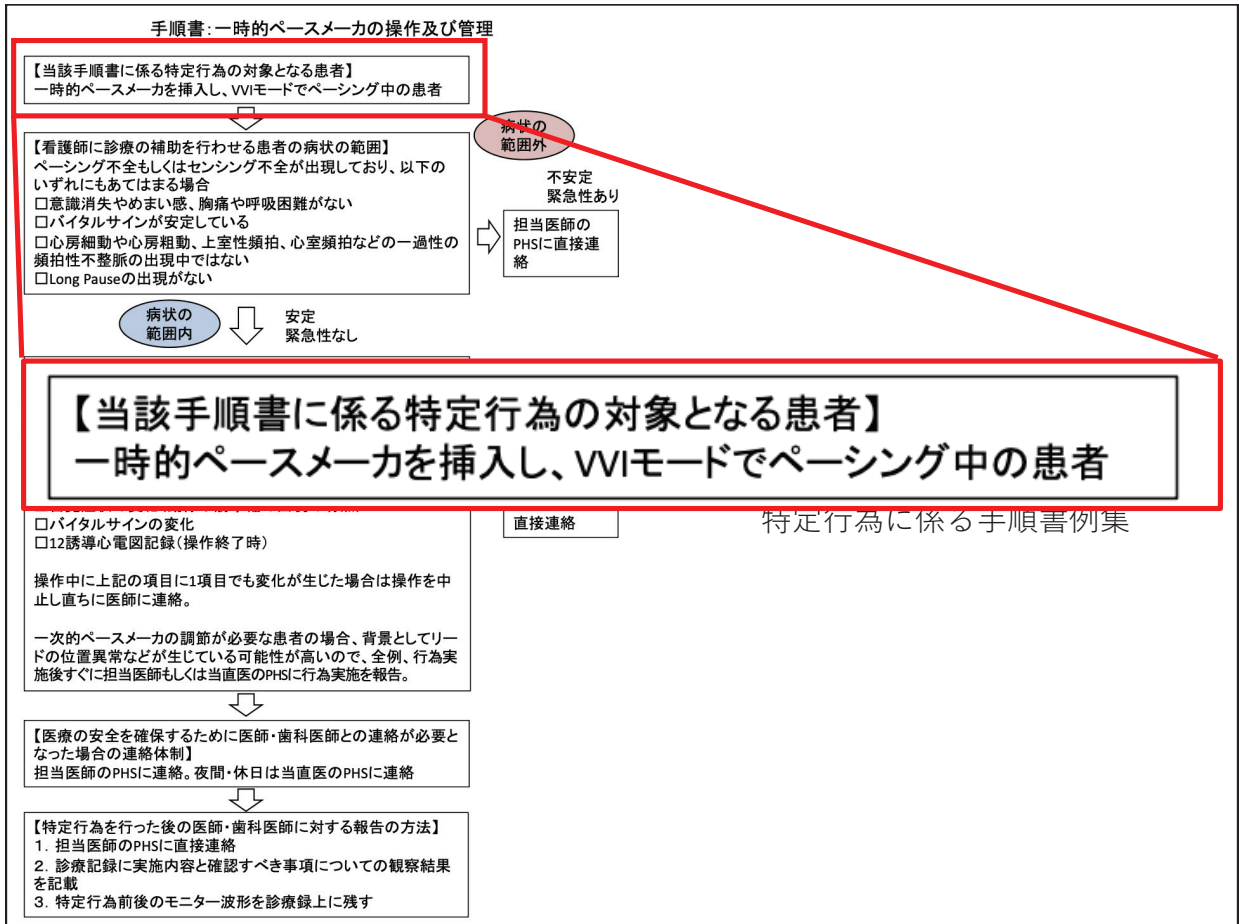 手順書:一時的ペースメーカの操作及び管理
【当該手順書に係る特定行為の対象となる患者】
一時的ペースメーカを挿入し、VVIモードでペーシング中の患者
【看護師に診療の補助を行わせる患者の病状の範囲】
ペーシング不全もしくはセンシング不全が出現しており、以下の
いずれにもあてはまる場合
□意識消失やめまい感、胸痛や呼吸困難がない
□バイタルサインが安定している
□心房細動や心房粗動、上室性頻拍、心室頻拍などの一過性の
頻拍性不整脈の出現中ではない
□Long Pauseの出現がない
病状の
範囲外
不安定
緊急性あり
担当医師の
PHSに直接連
絡
病状の
範囲内
安定
緊急性なし
【当該手順書に係る特定行為の対象となる患者】
一時的ペースメーカを挿入し、VVIモードでペーシング中の患者
□バイタルサインの変化
□12誘導心電図記録(操作終了時)
直接連絡
特定行為に係る手順書例集
操作中に上記の項目に1項目でも変化が生じた場合は操作を中
止し直ちに医師に連絡。
一次的ペースメーカの調節が必要な患者の場合、背景としてリー
ドの位置異常などが生じている可能性が高いので、全例、行為実
施後すぐに担当医師もしくは当直医のPHSに行為実施を報告。
【医療の安全を確保するために医師・歯科医師との連絡が必要と
なった場合の連絡体制】
担当医師のPHSに連絡。夜間・休日は当直医のPHSに連絡
【特定行為を行った後の医師・歯科医師に対する報告の方法】
1. 担当医師のPHSに直接連絡
2. 診療記録に実施内容と確認すべき事項についての観察結果
を記載
3. 特定行為前後のモニター波形を診療録上に残す